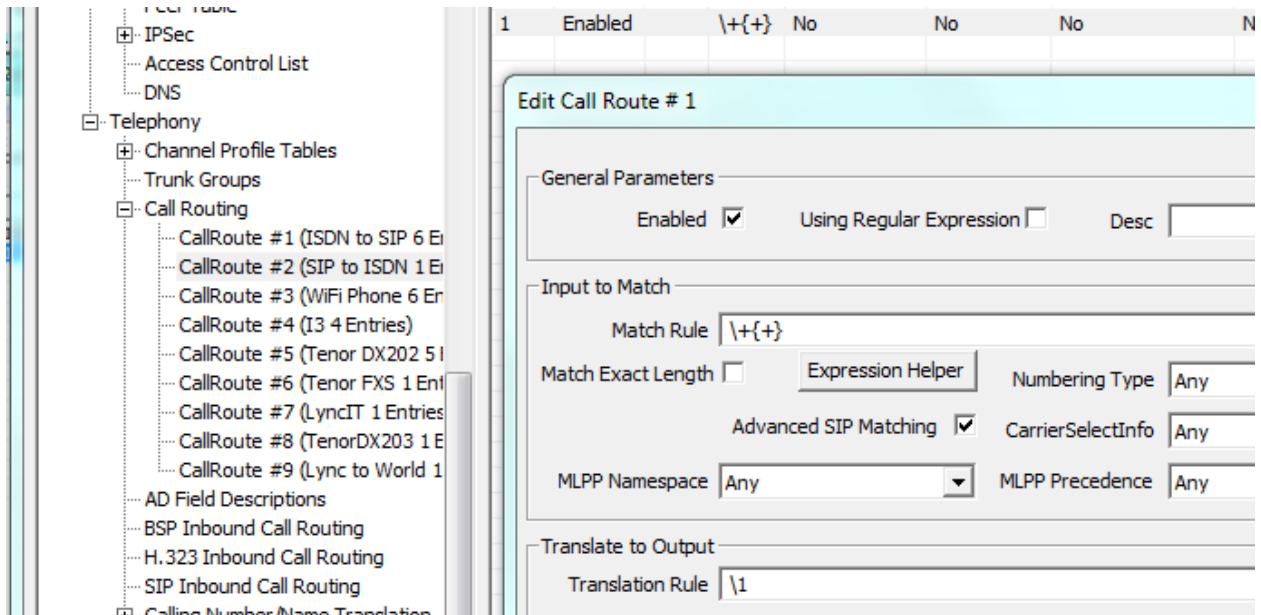 1 Enabled \+{+} No No No N
IPSec
Access Control List
DNS
Edit Call Route # 1
Telephony
Channel Profile Tables
General Parameters
Trunk Groups
Call Routing
Enabled Using Regular Expression Desc
CallRoute #1 (ISDN to SIP 6 E
CallRoute #2 (SIP to ISDN 1 E
Input to Match
CallRoute #3 (WiFi Phone 6 En
Match Rule \+{+}
CallRoute #4 (I3 4 Entries)
CallRoute #5 (Tenor DX202 5
Match Exact Length Expression Helper Numbering Type Any
CallRoute #6 (Tenor FXS 1 Ent
CallRoute #7 (LyncIT 1 Entries
Advanced SIP Matching CarrierSelectInfo Any
CallRoute #8 (TenorDX203 1 E
CallRoute #9 (Lync to World 1
MLPP Namespace Any MLPP Precedence Any
AD Field Descriptions
BSP Inbound Call Routing
Translate to Output
H.323 Inbound Call Routing
SIP Inbound Call Routing
Translation Rule \1
Calling Number/Name Translation